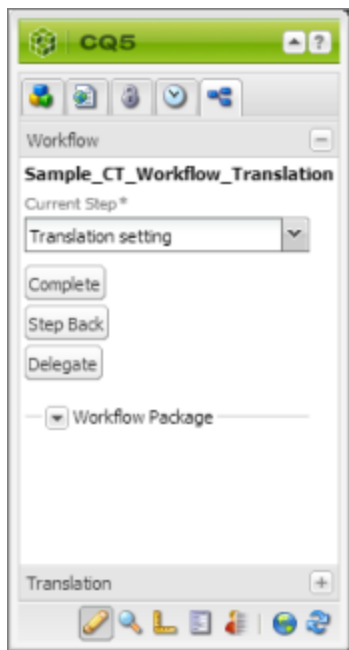 CQ5
?
Workflow
Sample_CT_Workflow_Translation
Current Step*
Translation setting
Complete
Step Back
Delegate
Workflow Package
Translation